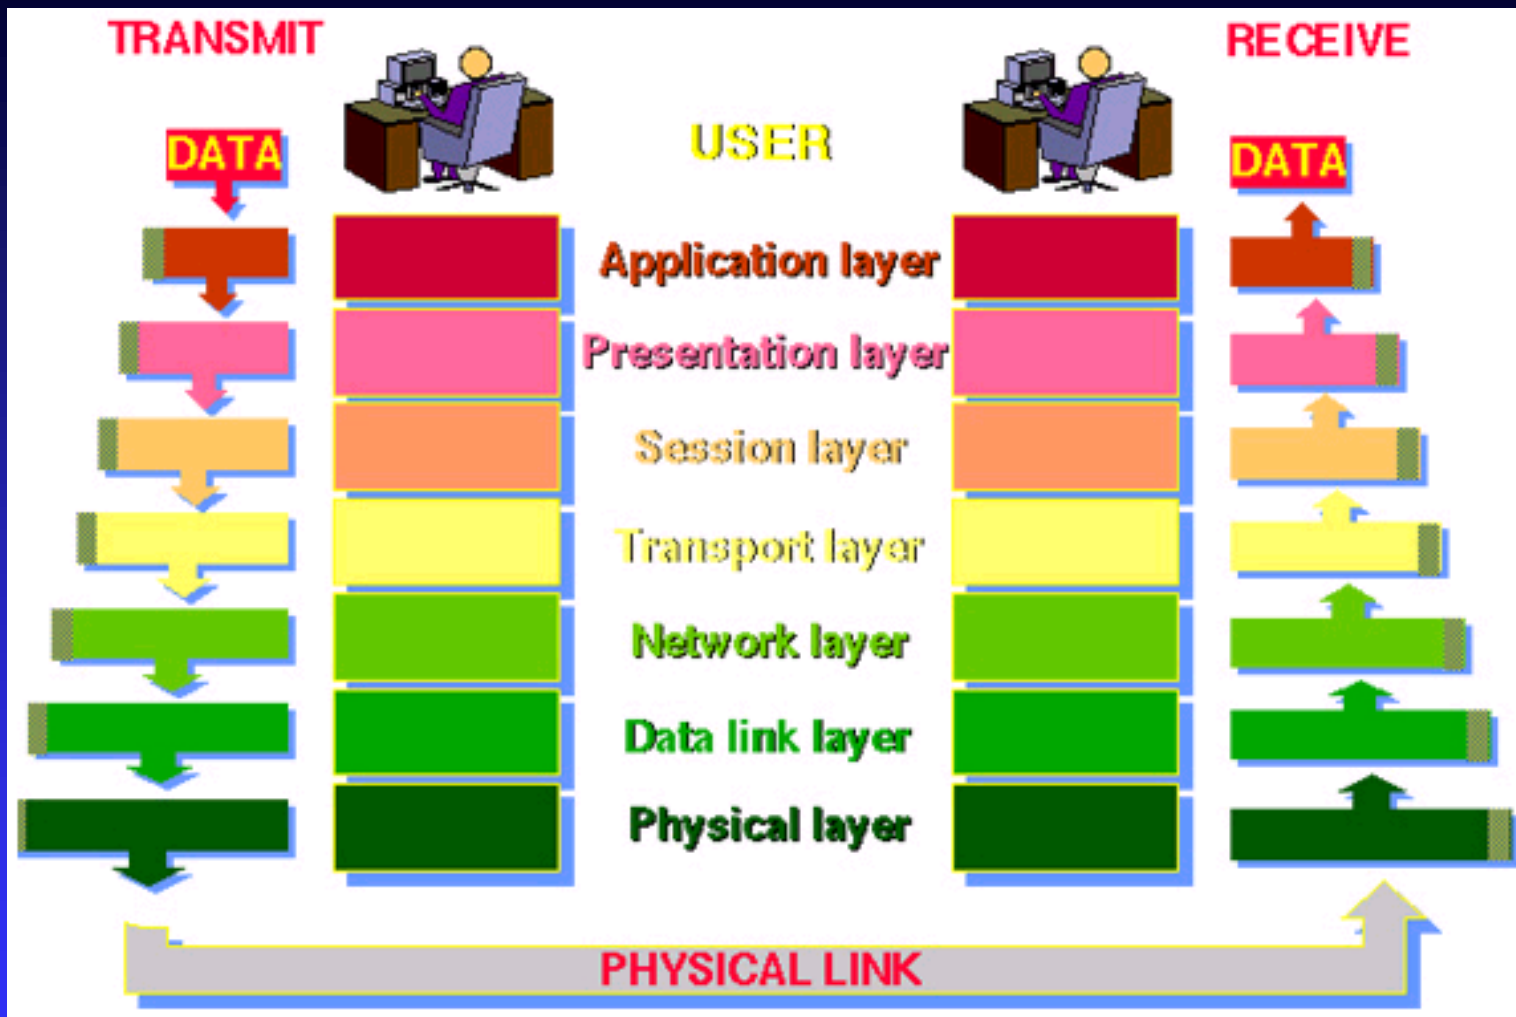 TRANSMIT
RECEIVE
DATA
USER
DATA
Application layer
Presentation layer
Session layer
Transport layer
Network layer
Data link layer
Physical layer
PHYSICAL LINK